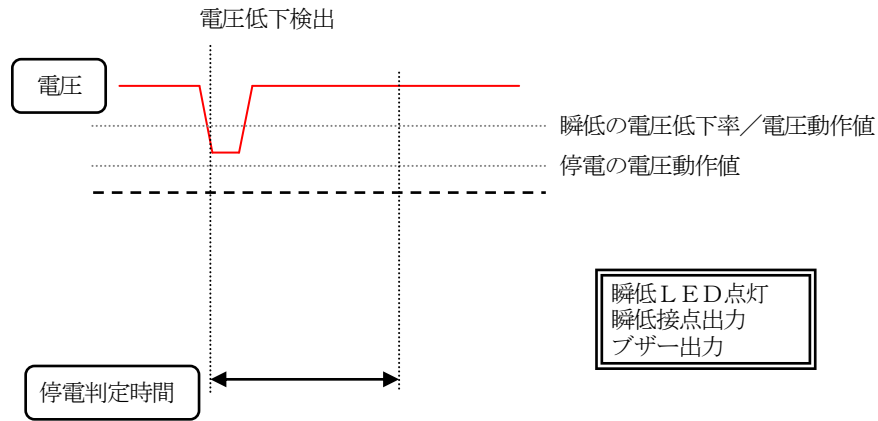 電圧低下検出
電圧
瞬低の電圧低下率／電圧動作値
停電の電圧動作値
瞬低ＬＥＤ点灯
瞬低接点出力
ブザー出力
停電判定時間